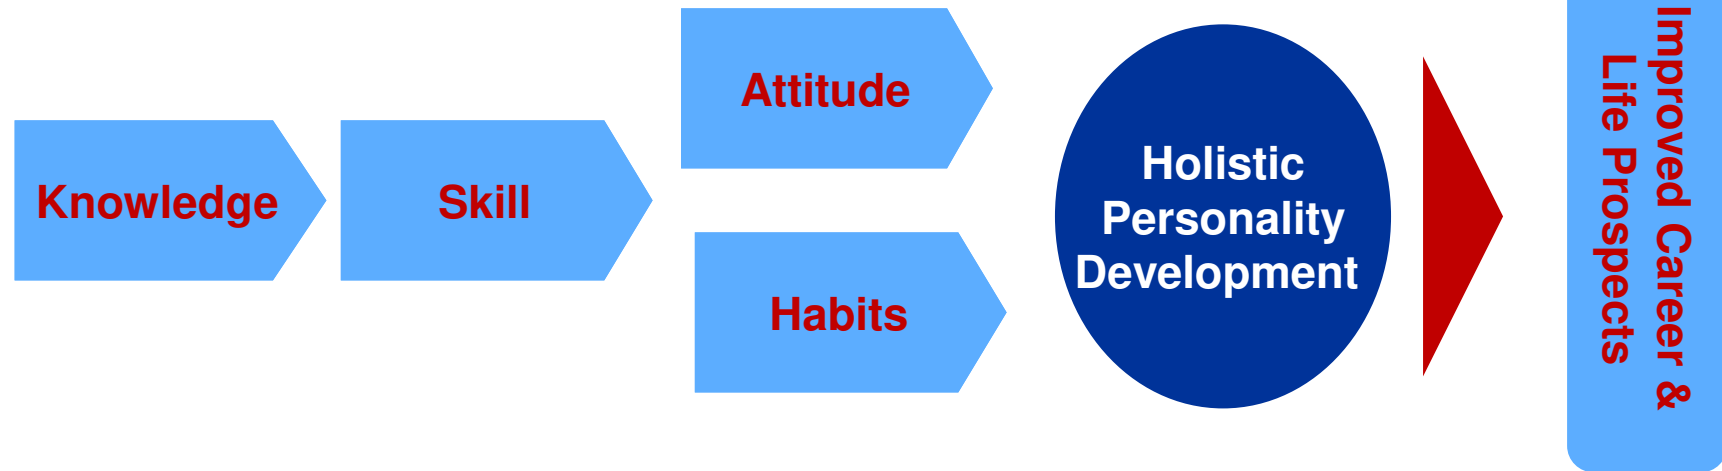 Knowledge
Skill
Attitude
Habits
Holistic
Personality
Development
Improved Career &
Life Prospects